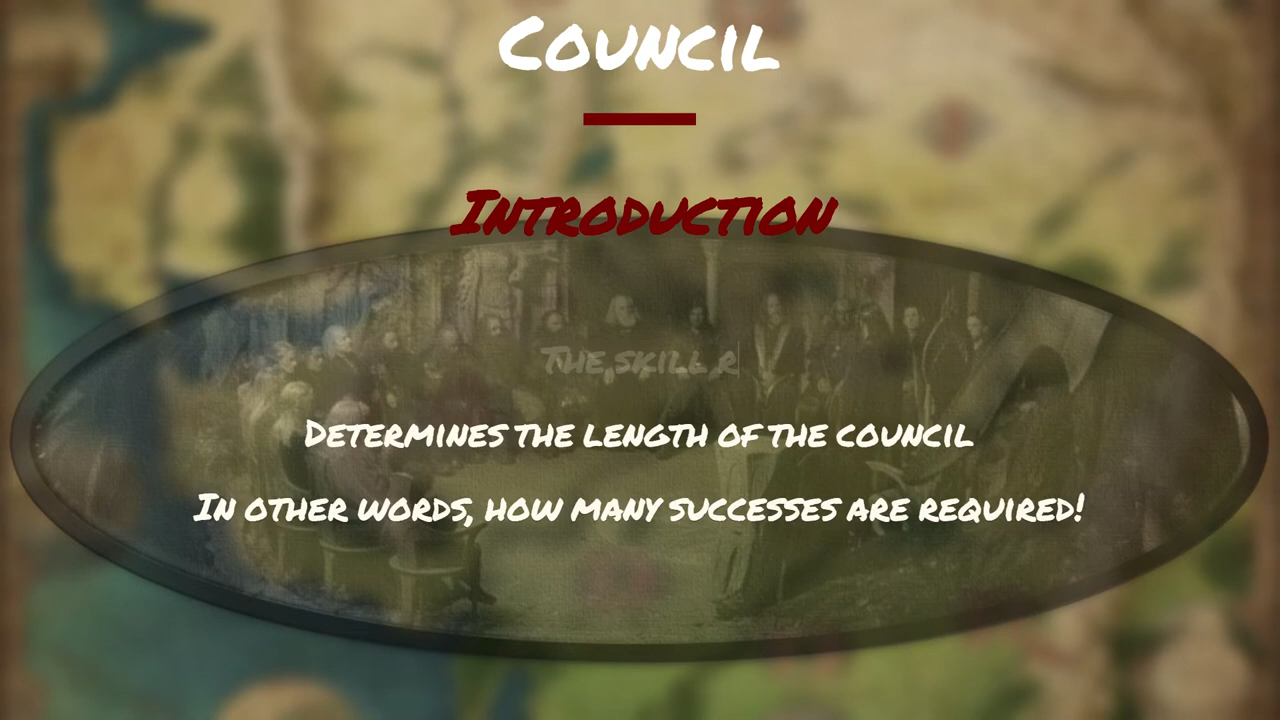 Council
Introduction
The skill r
Determines the length of the council
In other words, how many successes are required!